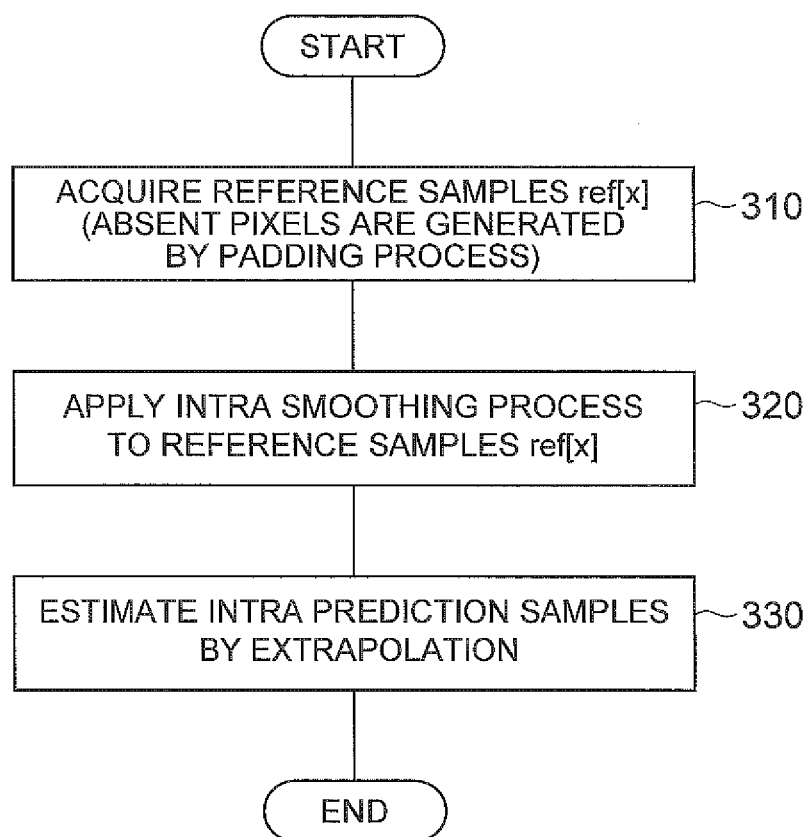 START
ACQUIRE REFERENCE SAMPLES ref[x]
(ABSENT PIXELS ARE GENERATED
BY PADDING PROCESS)
310
APPLY INTRA SMOOTHING PROCESS
TO REFERENCE SAMPLES ref[x]
320
ESTIMATE INTRA PREDICTION SAMPLES
BY EXTRAPOLATION
330
END